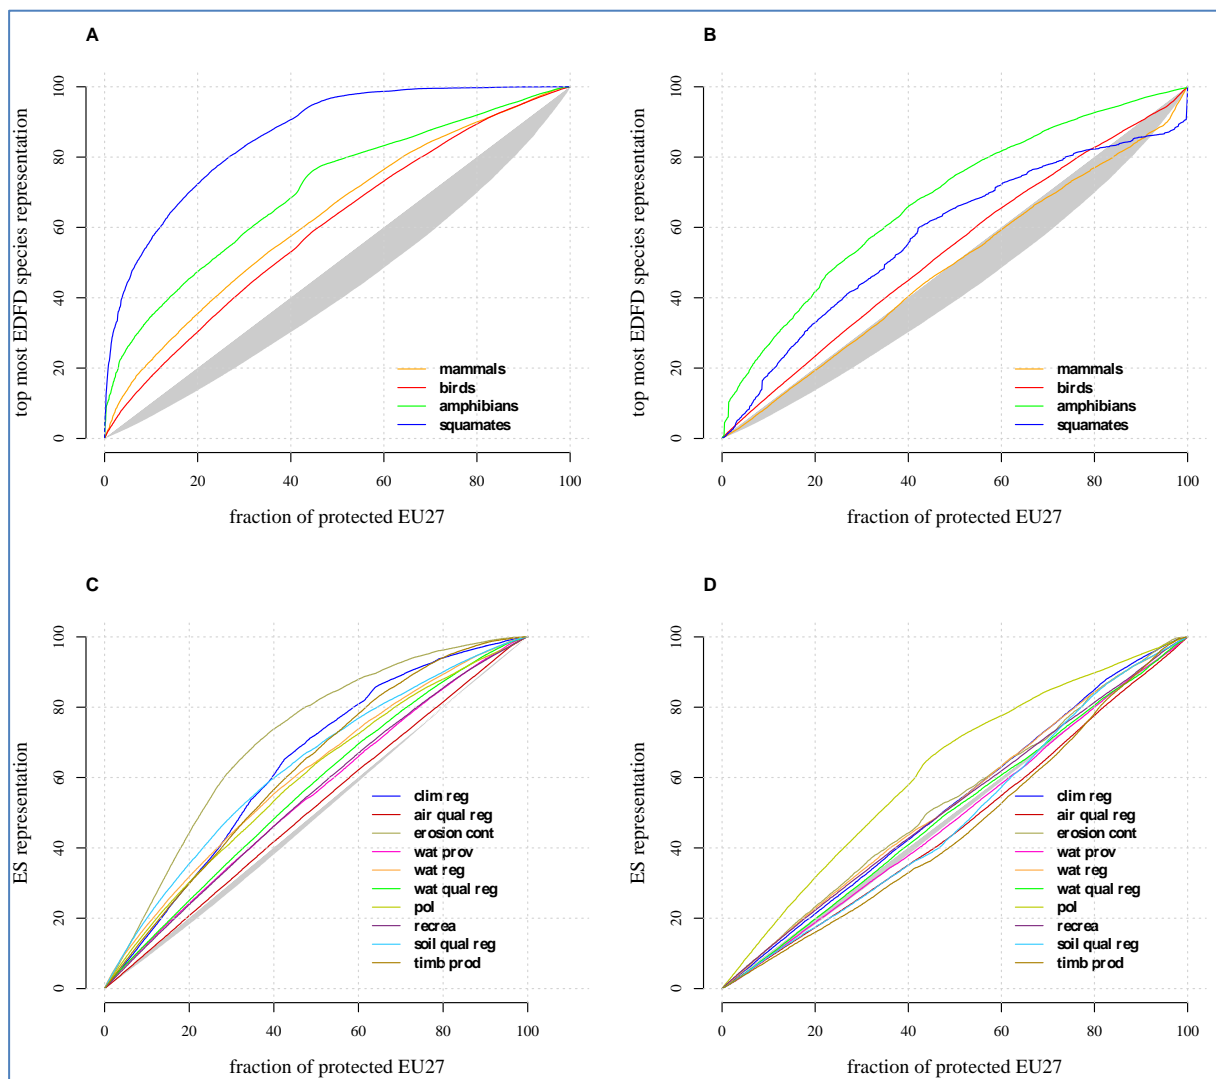 A
top most EDFD species representation
100
80
60
40
20
0
mammals
birds
amphibians
squamates
0 20 40 60 80 100
fraction of protected EU27
B
top most EDFD species representation
100
80
60
40
20
0
mammals
birds
amphibians
squamates
0 20 40 60 80 100
fraction of protected EU27
C
ES representation
100
80
60
40
20
0
clim reg
air qual reg
erosion cont
wat prov
wat reg
wat qual reg
pol
recrea
soil qual reg
timb prod
0 20 40 60 80 100
fraction of protected EU27
D
ES representation
100
80
60
40
20
0
clim reg
air qual reg
erosion cont
wat prov
wat reg
wat qual reg
pol
recrea
soil qual reg
timb prod
0 20 40 60 80 100
fraction of protected EU27